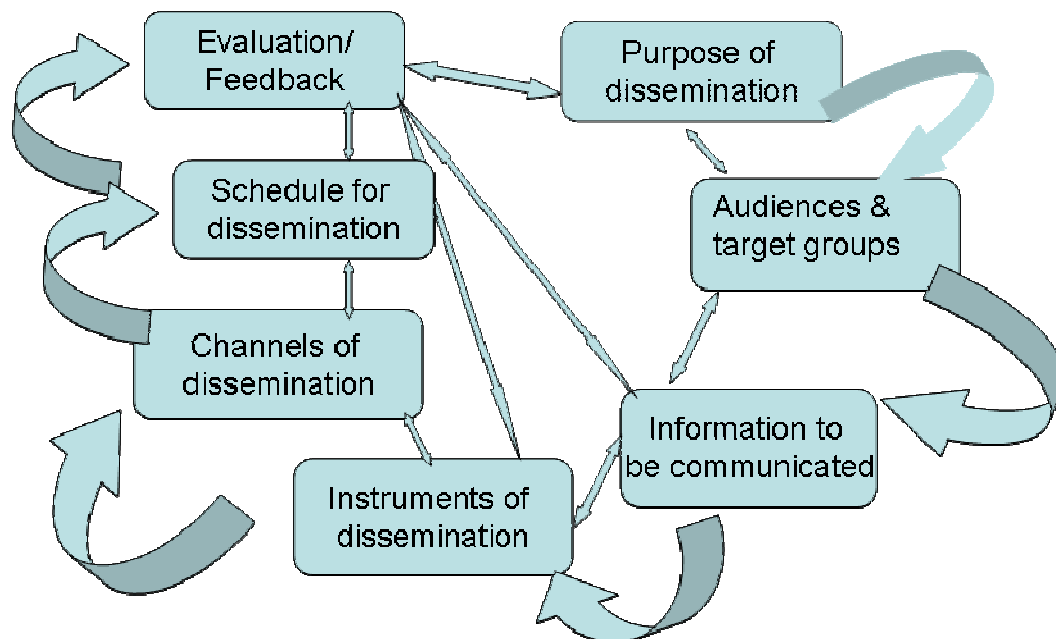 Evaluation/
Feedback
Purpose of
dissemination
Schedule for
dissemination
Audiences &
target groups
Channels of
dissemination
Information to
be communicated
Instruments of
dissemination